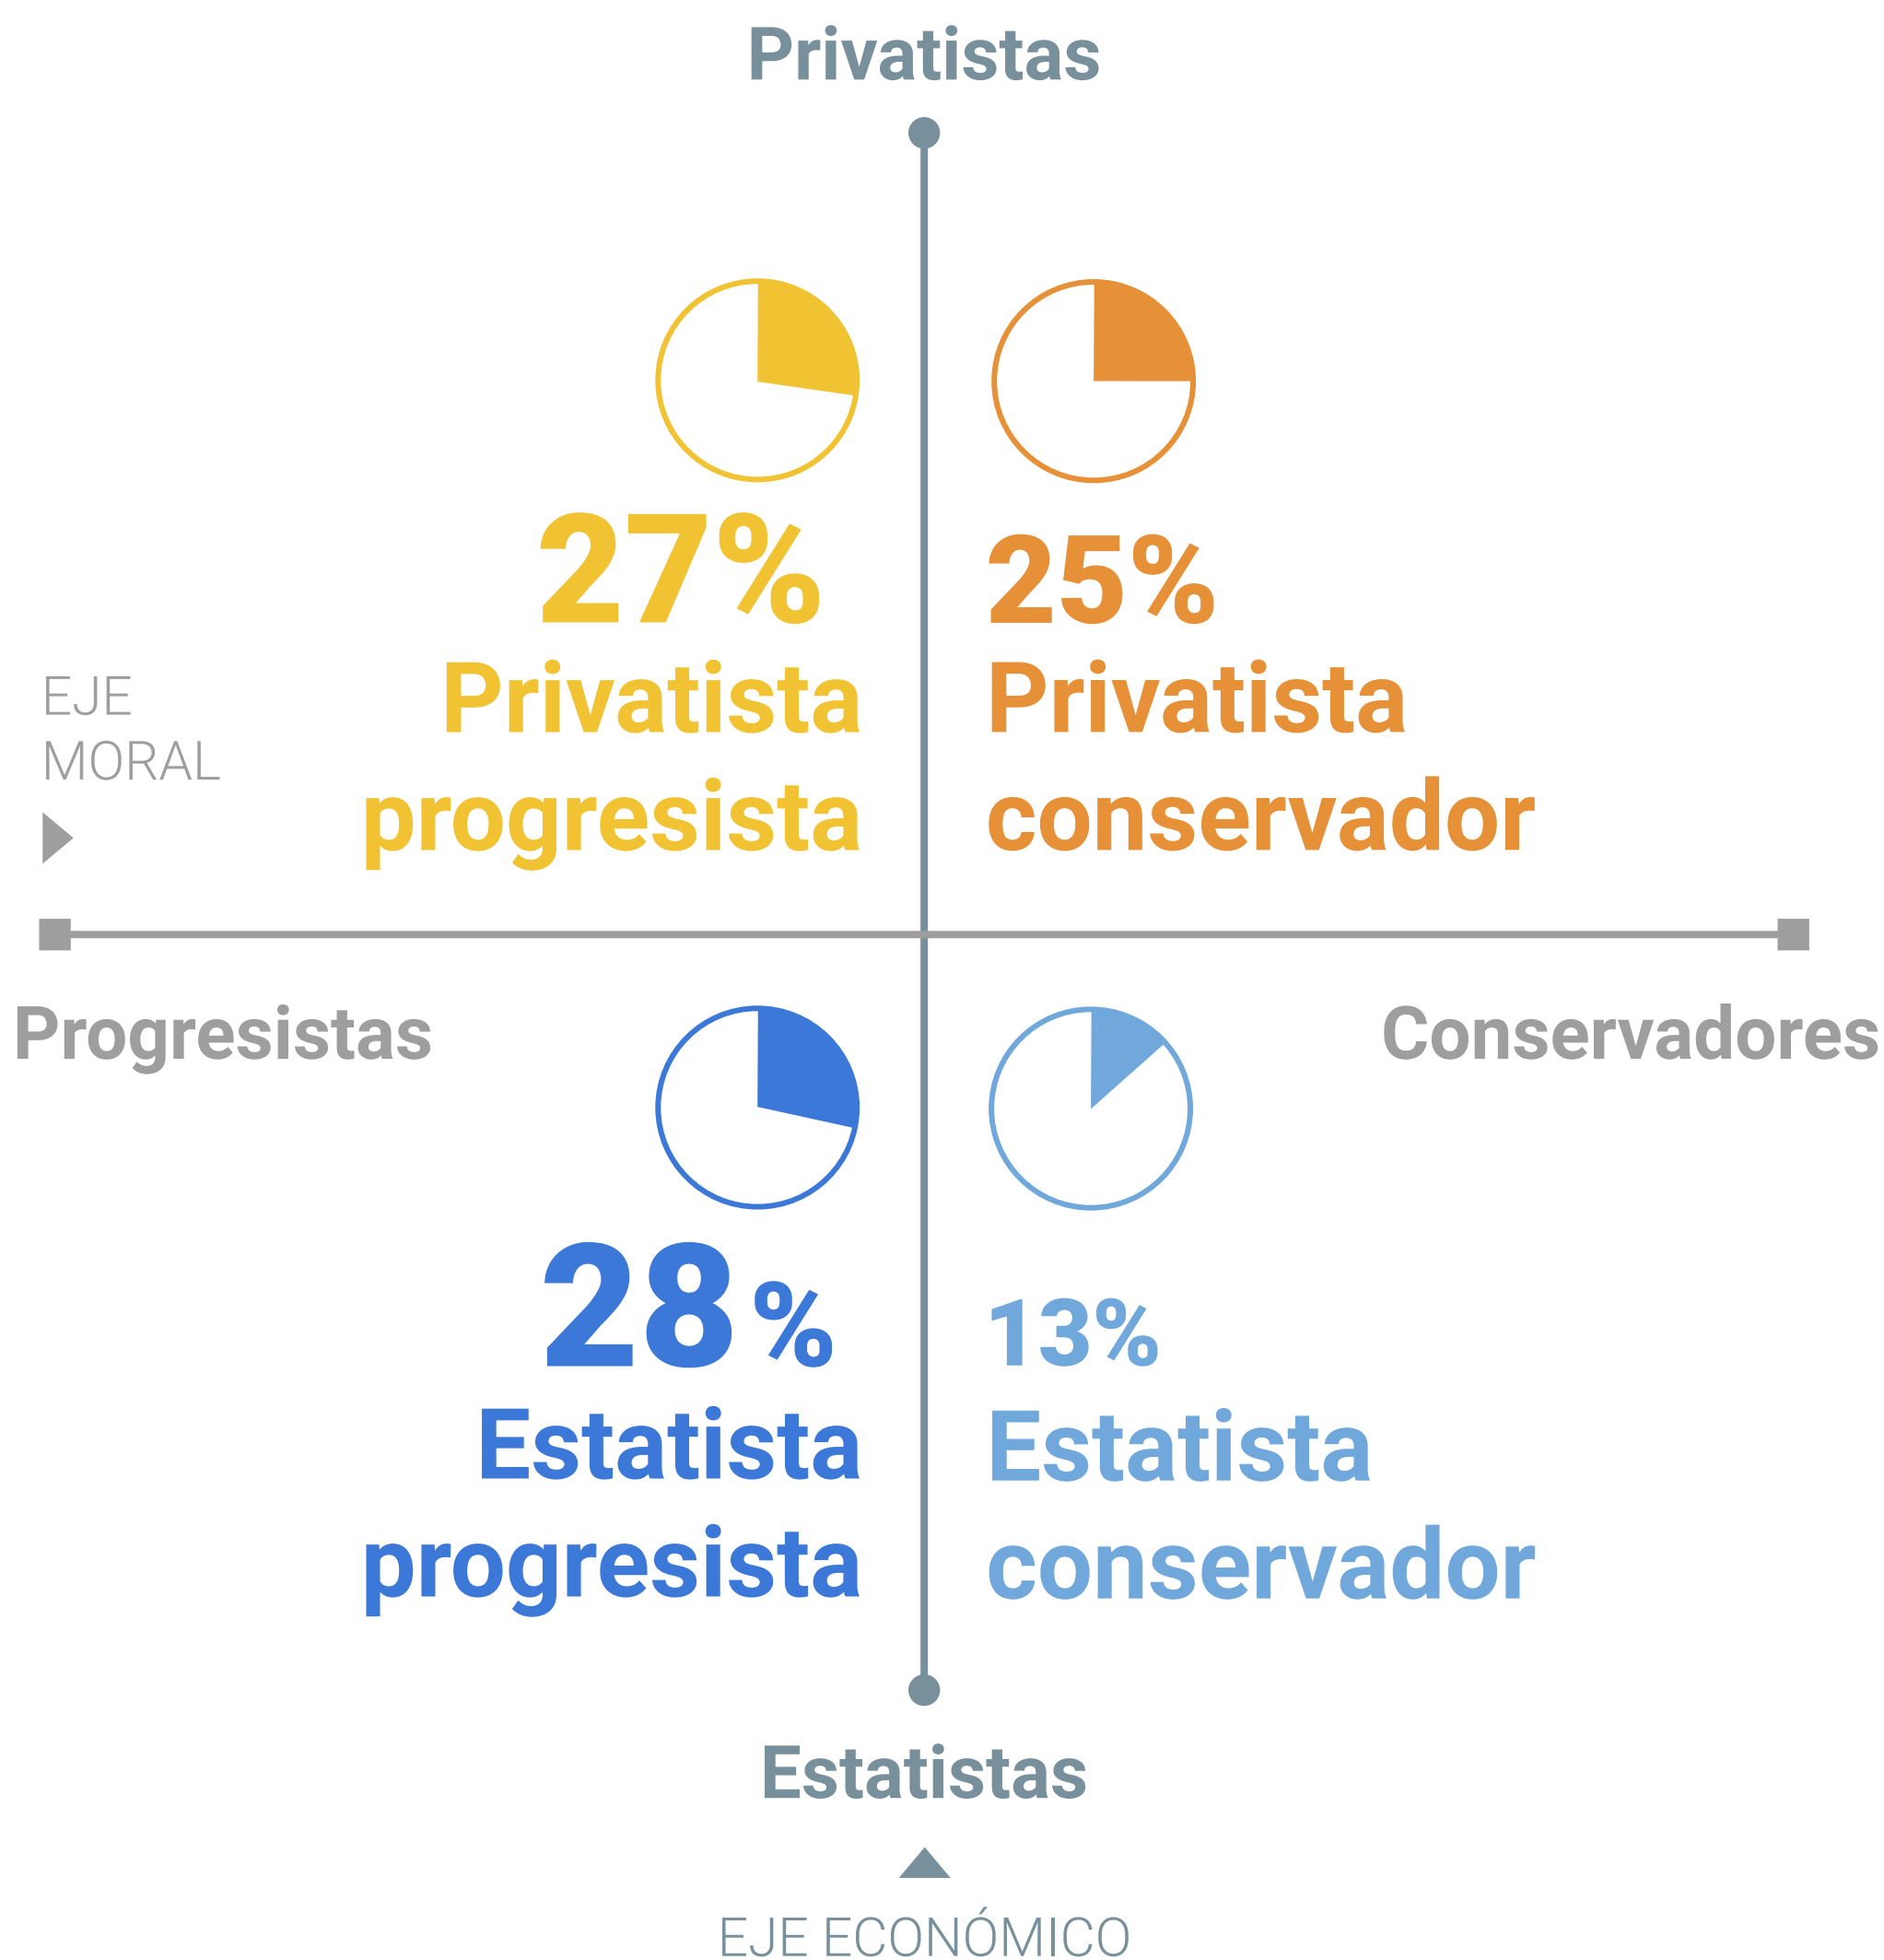 Privatistas
27%
Privatista
progresista
25%
Privatista
conservador
EJE
MORAL
Progresistas
Conservadores
28%
Estatista
progresista
13%
Estatista
conservador
Estatistas
EJE ECONÓMICO